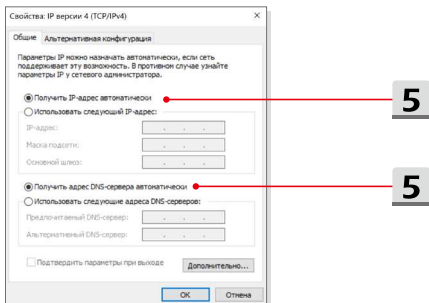 Свойства: IP версии 4 (TCP/IPv4)
Общие Альтернативная конфигурация
Параметры IP можно назначать автоматически, если сеть
поддерживает эту возможность. В противном случае узнайте
параметры IP у сетевого администратора.
Получить IP-адрес автоматически
5
Использовать следующий IP-адрес:
IP-адрес:
Маска подсети:
Основной шлюз:
Получить адрес DNS-сервера автоматически
5
Использовать следующие адреса DNS-серверов:
Предпочитаемый DNS-сервер:
Альтернативный DNS-сервер:
Подтвердить параметры при выходе
Дополнительно...
ОК Отмена